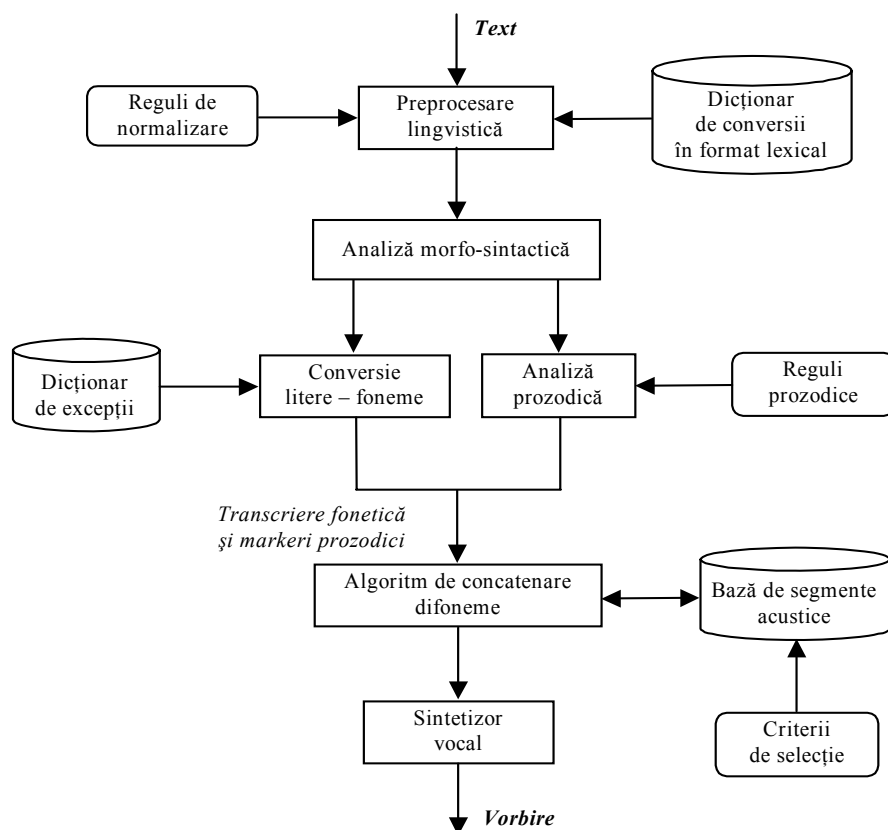 Text
Reguli de
normalizare
Preprocesare
lingvistică
Dicționar
de conversii
în format lexical
Analiză morfo-sintactică
Dicționar
de excepții
Conversie
litere – foneme
Analiză
prozodică
Reguli
prozodice
Transcriere fonetică
şi markeri prozodici
Algoritm de concatenare
difoneme
Bază de segmente
acustice
Sintetizor
vocal
Criterii
de selecție
Vorbire